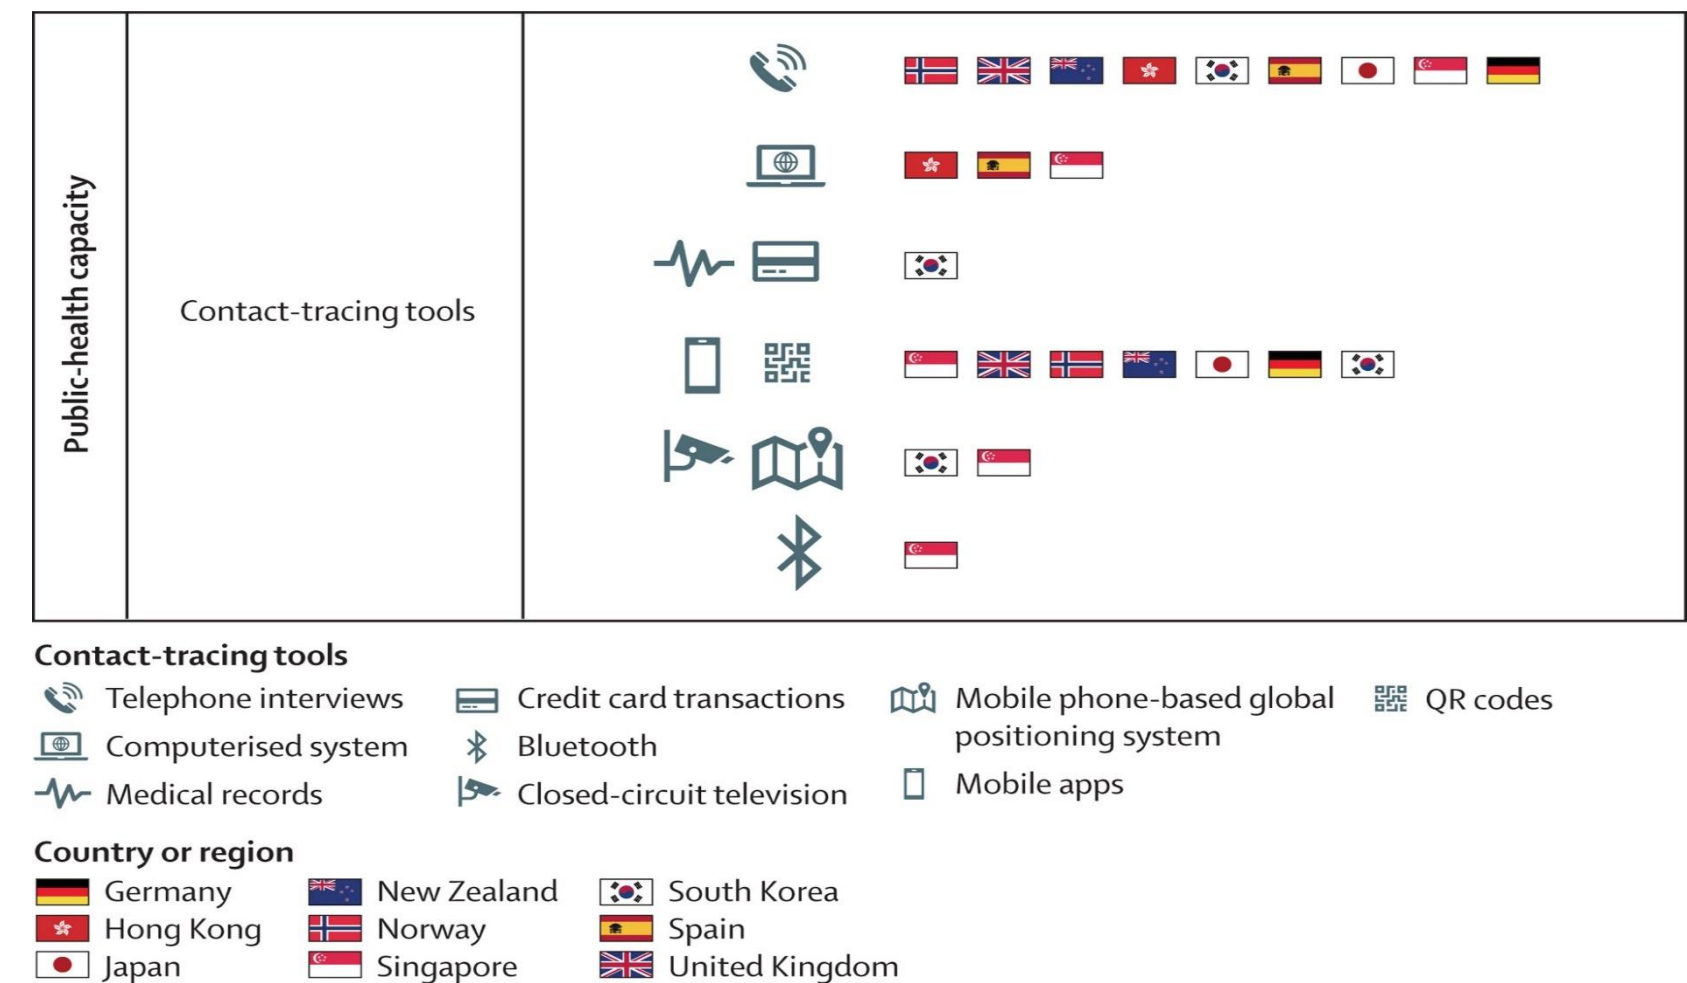 Public-health capacity
Contact-tracing tools
Contact-tracing tools
Telephone interviews
Credit card transactions
Mobile phone-based global
positioning system
QR codes
Computerised system
Bluetooth
Medical records
Closed-circuit television
Mobile apps
Country or region
Germany
New Zealand
South Korea
Hong Kong
Norway
Spain
Japan
Singapore
United Kingdom